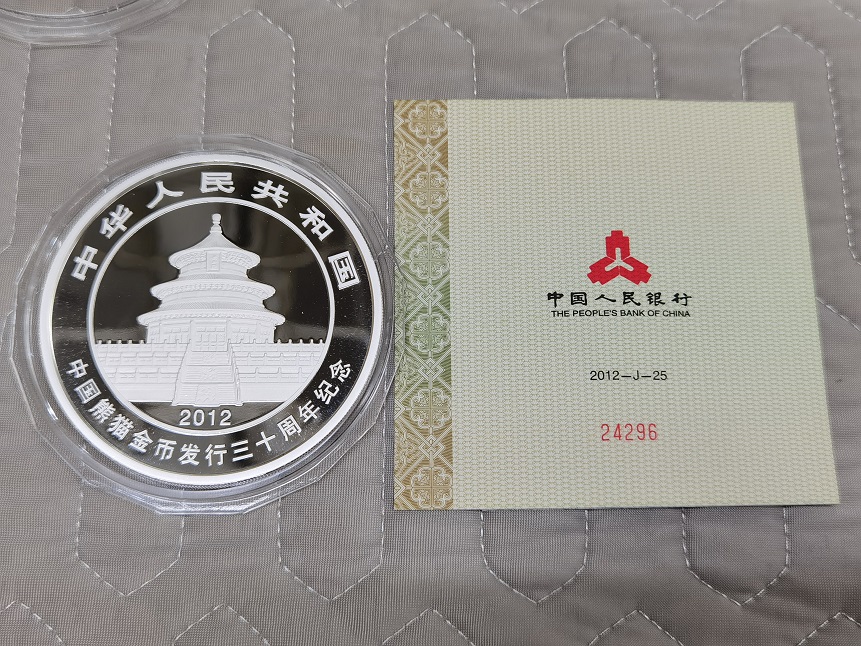 中华人民共和国
2012
中国熊猫金币发行三十周年纪念
中国人民银行
THE PEOPLE'S BANK OF CHINA
2012-J-25
24296